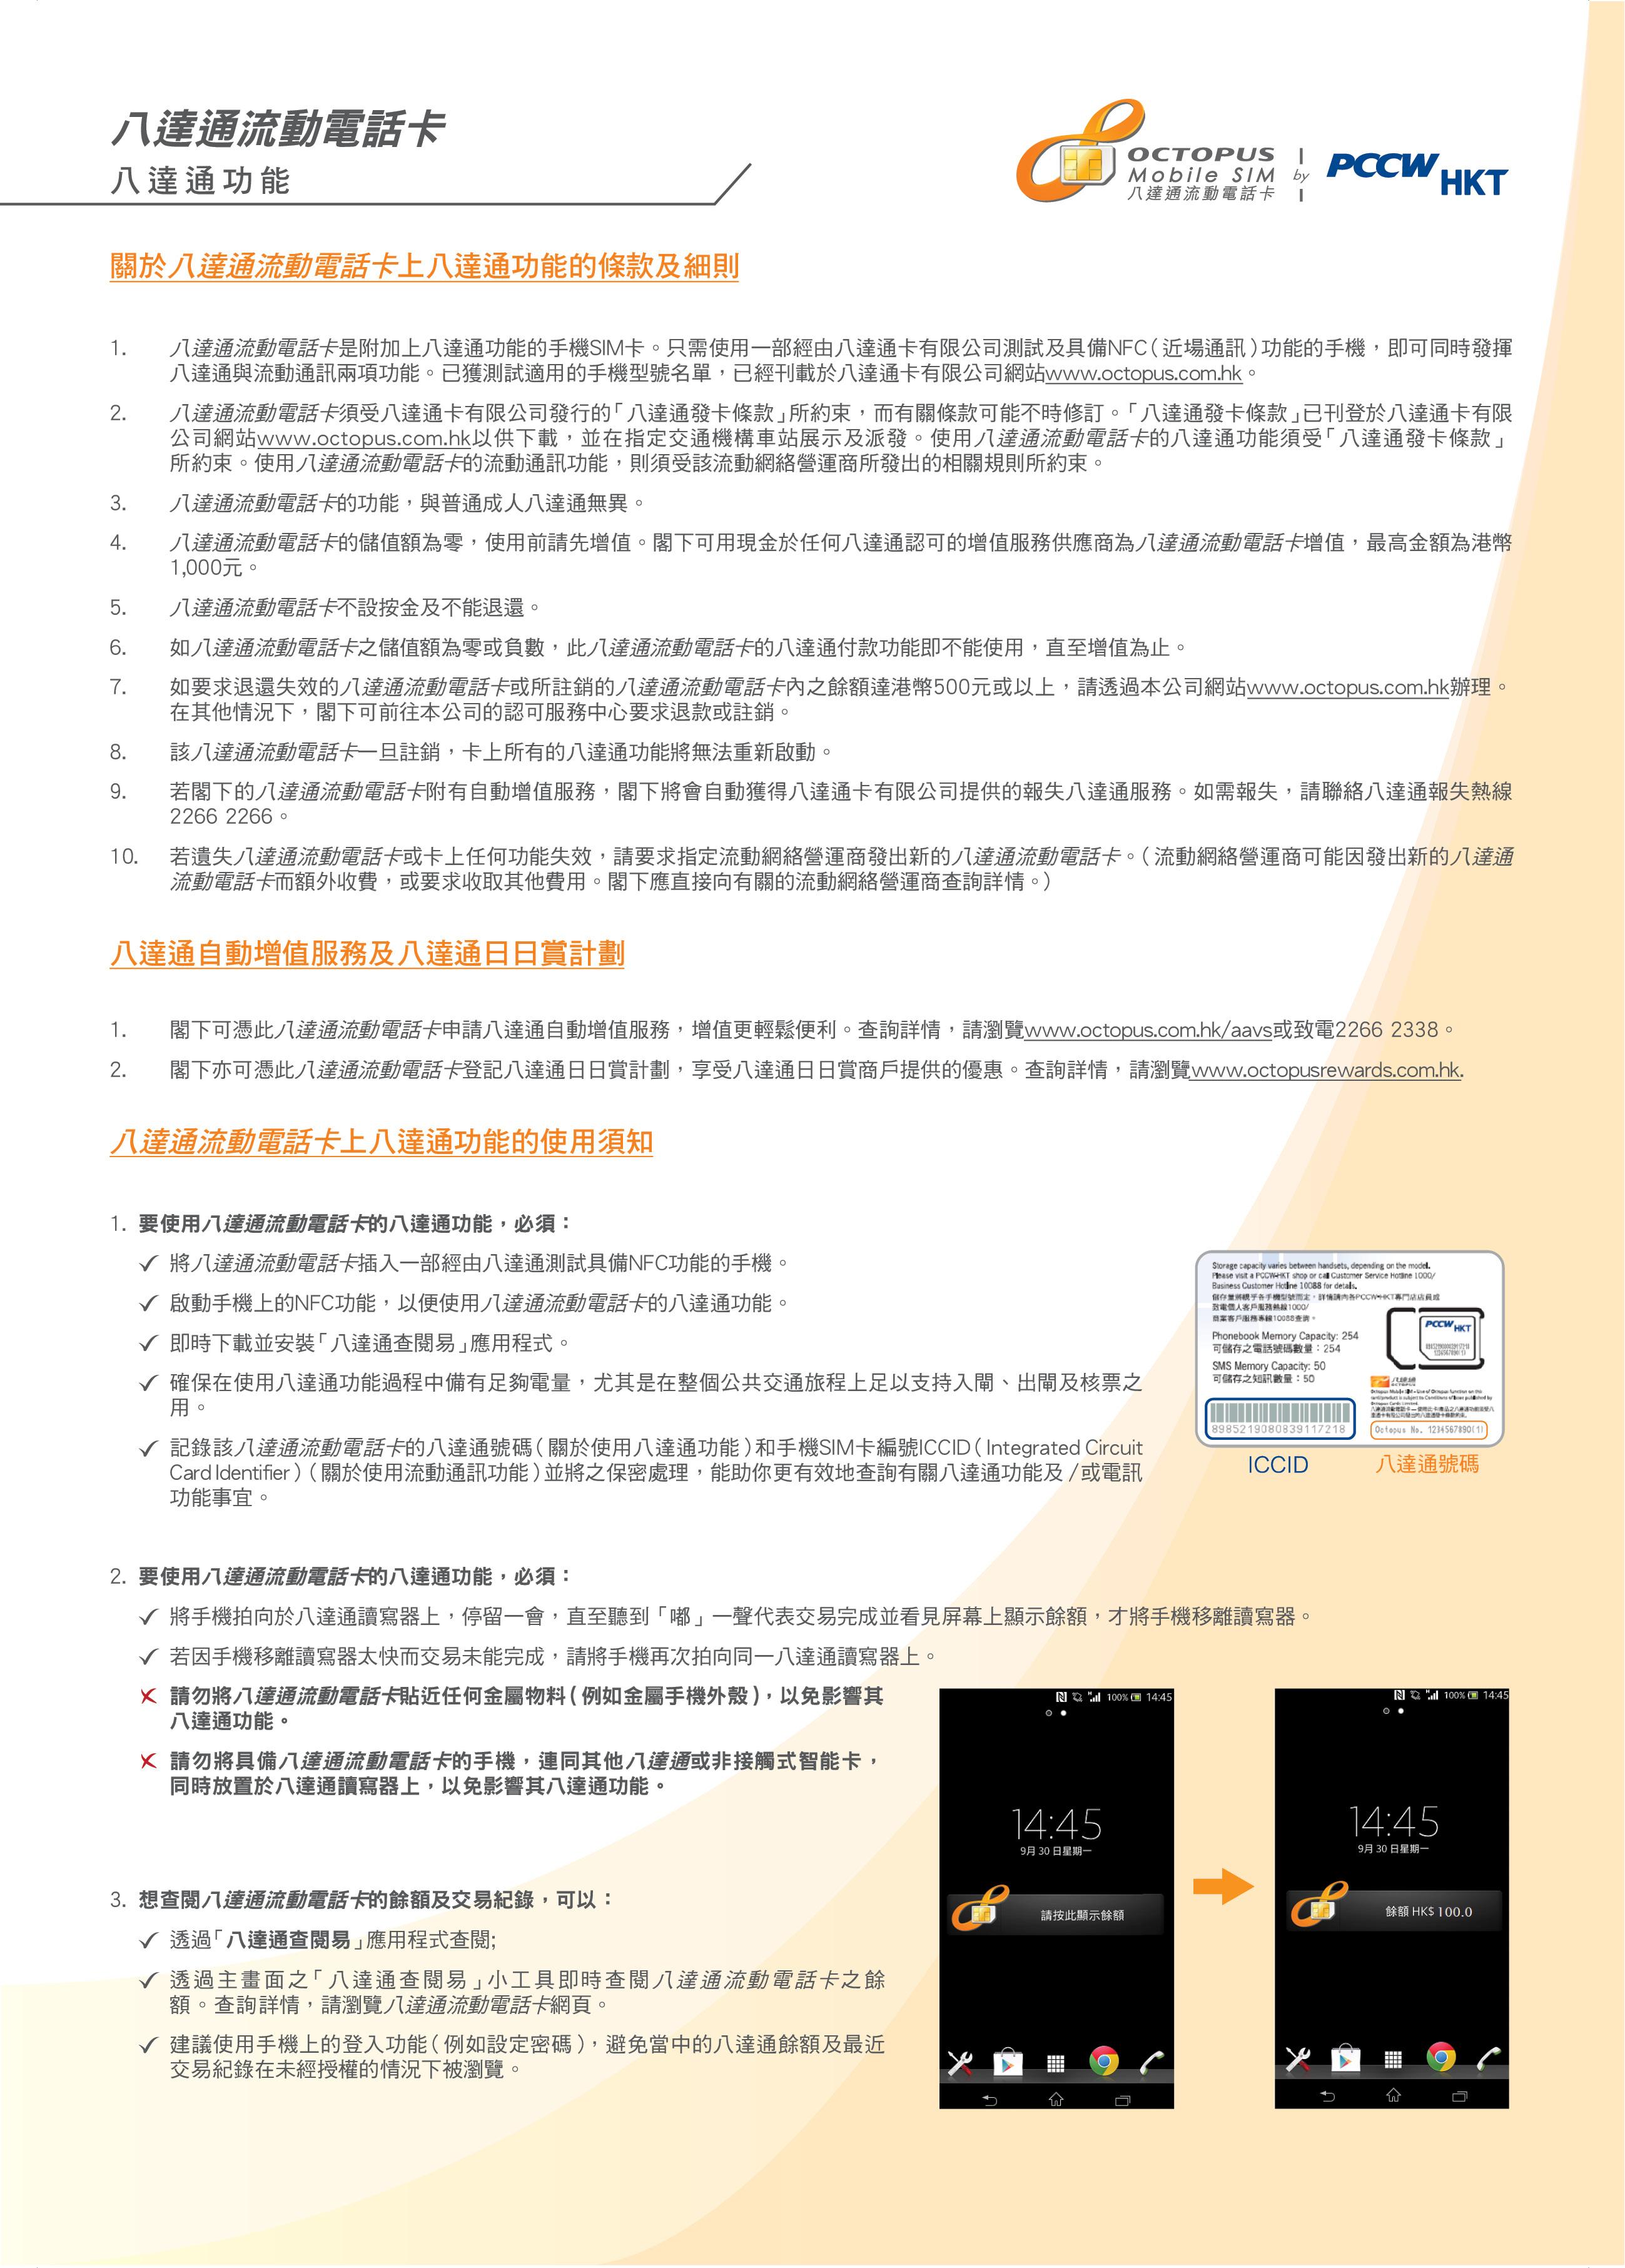 八達通流動電話卡
八達通功能
OCTOPUS
Mobile SIM
八達通流動電話卡
by
PCCW HKT
關於八達通流動電話卡上八達通功能的條款及細則
1. 八達通流動電話卡是附加上八達通功能的手機SIM卡。只需使用一部經由八達通卡有限公司測試及具備NFC(近場通訊)功能的手機,即可同時發揮
八達通與流動通訊兩項功能。已獲測試適用的手機型號名單,已經刊載於八達通卡有限公司網站www.octopus.com.hk。
2. 八達通流動電話卡須受八達通卡有限公司發行的「八達通發卡條款」所約束,而有關條款可能不時修訂。「八達通發卡條款」已刊登於八達通卡有限
公司網站www.octopus.com.hk以供下載,並在指定交通機構車站展示及派發。使用八達通流動電話卡的八達通功能須受「八達通發卡條款」
所約束。使用八達通流動電話卡的流動通訊功能,則須受該流動網絡營運商所發出的相關規則所約束。
3. 八達通流動電話卡的功能,與普通成人八達通無異。
4. 八達通流動電話卡的儲值額為零,使用前請先增值。閣下可用現金於任何八達通認可的增值服務供應商為八達通流動電話卡增值,最高金額為港幣
1,000元。
5. 八達通流動電話卡不設按金及不能退還。
6. 如八達通流動電話卡之儲值額為零或負數,此八達通流動電話卡的八達通付款功能即不能使用,直至增值為止。
7. 如要求退還失效的八達通流動電話卡或所註銷的八達通流動電話卡內之餘額達港幣500元或以上,請透過本公司網站www.octopus.com.hk辦理。
在其他情況下,閣下可前往本公司的認可服務中心要求退款或註銷。
8. 該八達通流動電話卡一旦註銷,卡上所有的八達通功能將無法重新啟動。
9. 若閣下的八達通流動電話卡附有自動增值服務,閣下將會自動獲得八達通卡有限公司提供的報失八達通服務。如需報失,請聯絡八達通報失熱線
2266 2266。
10. 若遺失八達通流動電話卡或卡上任何功能失效,請要求指定流動網絡營運商發出新的八達通流動電話卡。(流動網絡營運商可能因發出新的八達通
流動電話卡而額外收費,或要求收取其他費用。閣下應直接向有關的流動網絡營運商查詢詳情。)
八達通自動增值服務及八達通日日賞計劃
1. 閣下可憑此八達通流動電話卡申請八達通自動增值服務,增值更輕鬆便利。查詢詳情,請瀏覽www.octopus.com.hk/aavs或致電2266 2338。
2. 閣下亦可憑此八達通流動電話卡登記八達通日日賞計劃,享受八達通日日賞商戶提供的優惠。查詢詳情,請瀏覽www.octopusrewards.com.hk.
八達通流動電話卡上八達通功能的使用須知
1. 要使用八達通流動電話卡的八達通功能,必須:
✓ 將八達通流動電話卡插入一部經由八達通測試具備NFC功能的手機。
✓ 啟動手機上的NFC功能,以便使用八達通流動電話卡的八達通功能。
✓ 即時下載並安裝「八達通查閱易」應用程式。
✓ 確保在使用八達通功能過程中備有足夠電量,尤其是在整個公共交通旅程上足以支持入閘、出閘及核票之
用。
✓ 記錄該八達通流動電話卡的八達通號碼(關於使用八達通功能)和手機SIM卡編號ICCID(Integrated Circuit
Card Identifier)(關於使用流動通訊功能)並將之保密處理,能助你更有效地查詢有關八達通功能及/或電訊
功能事宜。
Storage capacity varies between handsets, depending on the model.
Please visit a PCCW-HKT shop or call Customer Service Hotline 1000/
Business Customer Hotline 10088 for details.
致電個人客戶服務熱線1000/
商業客戶服務專線10088查詢。
Phonebook Memory Capacity: 254
可儲存之電話號碼數量:254
SMS Memory Capacity: 50
可儲存之短訊數量:50
PCCW HKT
八達通
8985219080839117218
Octopus No. 1234567890(1)
ICCID
八達通號碼
2. 要使用八達通流動電話卡的八達通功能,必須:
✓ 將手機拍向於八達通讀寫器上,停留一會,直至聽到「嘟」一聲代表交易完成並看見屏幕上顯示餘額,才將手機移離讀寫器。
✓ 若因手機移離讀寫器太快而交易未能完成,請將手機再次拍向同一八達通讀寫器上。
✗ 請勿將八達通流動電話卡貼近任何金屬物料(例如金屬手機外殼),以免影響其
八達通功能。
✗ 請勿將具備八達通流動電話卡的手機,連同其他八達通或非接觸式智能卡,
同時放置於八達通讀寫器上,以免影響其八達通功能。
3. 想查閱八達通流動電話卡的餘額及交易紀錄,可以:
✓ 透過「八達通查閱易」應用程式查閱;
✓ 透過主畫面之「八達通查閱易」小工具即時查閱八達通流動電話卡之餘
額。查詢詳情,請瀏覽八達通流動電話卡網頁。
✓ 建議使用手機上的登入功能(例如設定密碼),避免當中的八達通餘額及最近
交易紀錄在未經授權的情況下被瀏覽。
100% 14:45
14:45
9月 30 日星期一
請按此顯示餘額
100% 14:45
14:45
9月 30 日星期一
餘額 HK$ 100.0